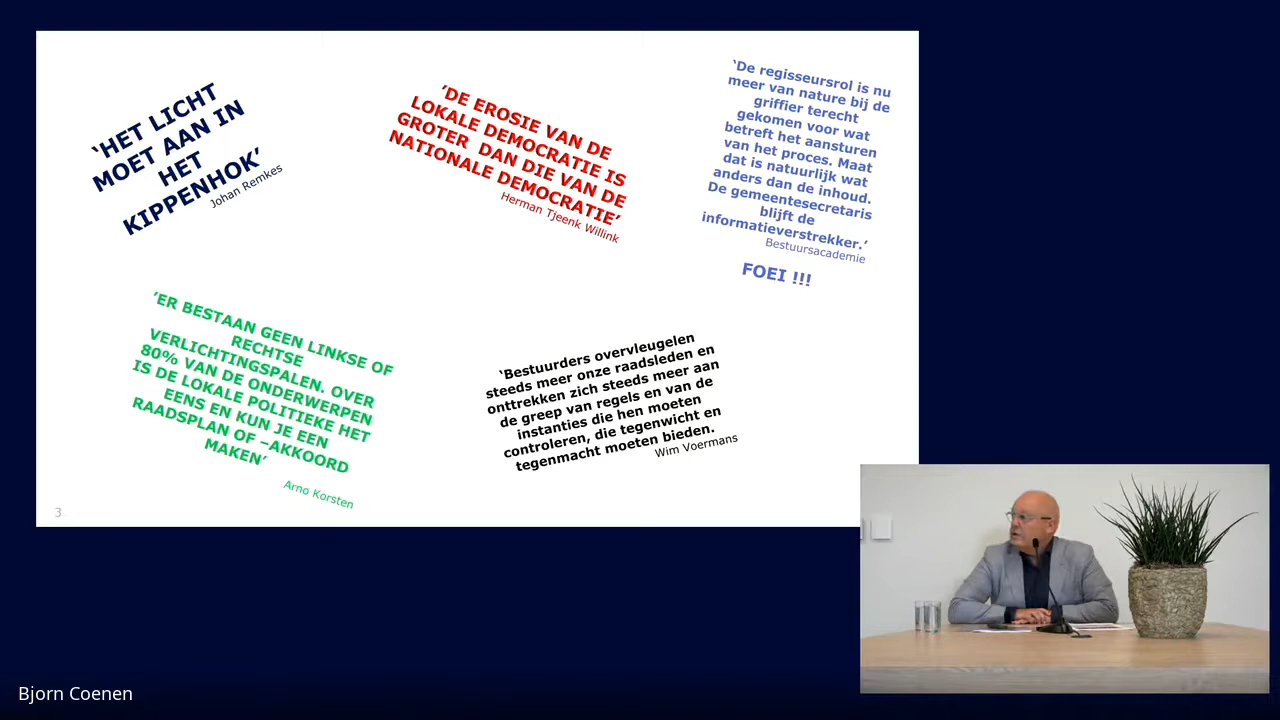 ‘HET LICHT
MOET AAN IN
HET
KIPPENHOK’
Johan Remkes
‘DE EROSIE VAN DE
LOKALE DEMOCRATIE IS
GROTER DAN DIE VAN DE
NATIONALE DEMOCRATIE’
Herman Tjeenk Willink
‘De regisseursrol is nu
meer van nature bij de
griffier terecht
gekomen voor wat
betreft het aansturen
van het proces. Maat
dat is natuurlijk wat
anders dan de inhoud.
De gemeentesecretaris
blijft de
informatieverstrekker.’
Bestuursacademie
FOEI !!!
‘ER BESTAAN GEEN LINKSE OF
RECHTSE
VERLICHTINGSPALEN. OVER
80% VAN DE ONDERWERPEN
IS DE LOKALE POLITIEKE HET
EENS EN KUN JE EEN
RAADSPLAN OF –AKKOORD
MAKEN’
Arno Korsten
‘Bestuurders overvleugelen
steeds meer onze raadsleden en
onttrekken zich steeds meer aan
de greep van regels en van de
instanties die hen moeten
controleren, die tegenwicht en
tegenmacht moeten bieden.
Wim Voermans
3
Bjorn Coenen